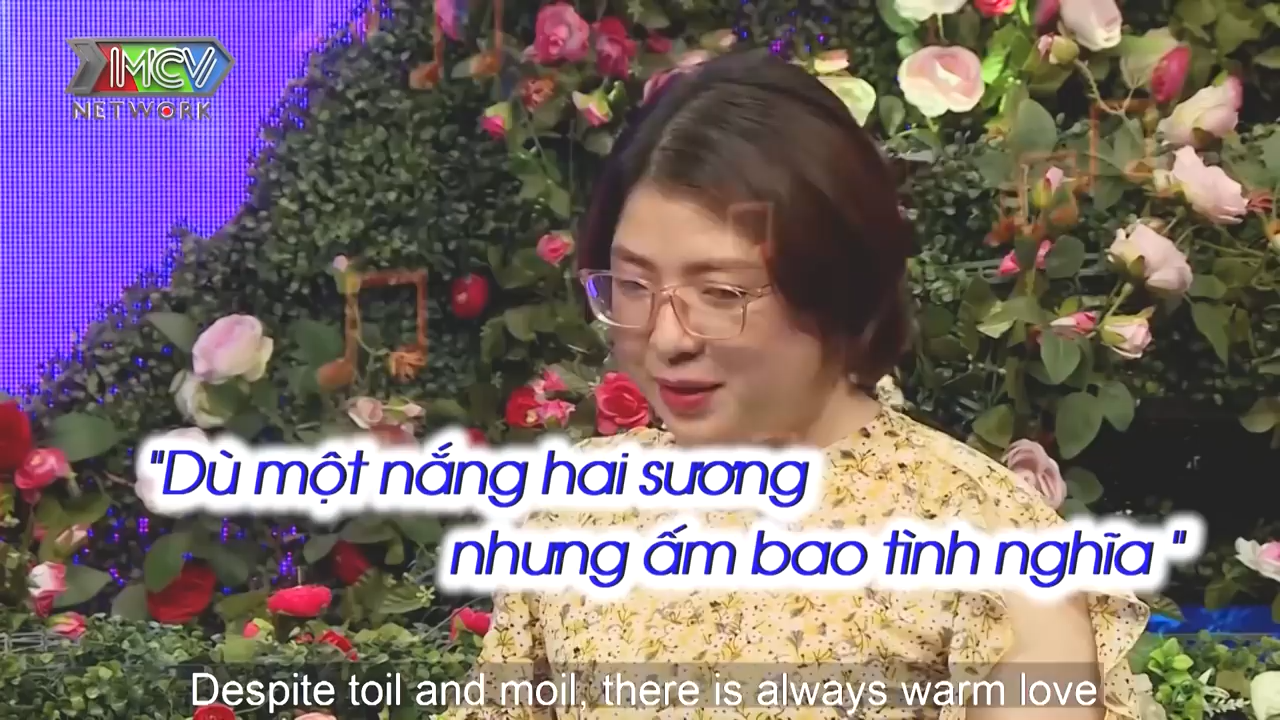 MCV
NETWORK
"Dù một nắng hai sương
nhưng ấm bao tình nghĩa"
Despite toil and moil, there is always warm love